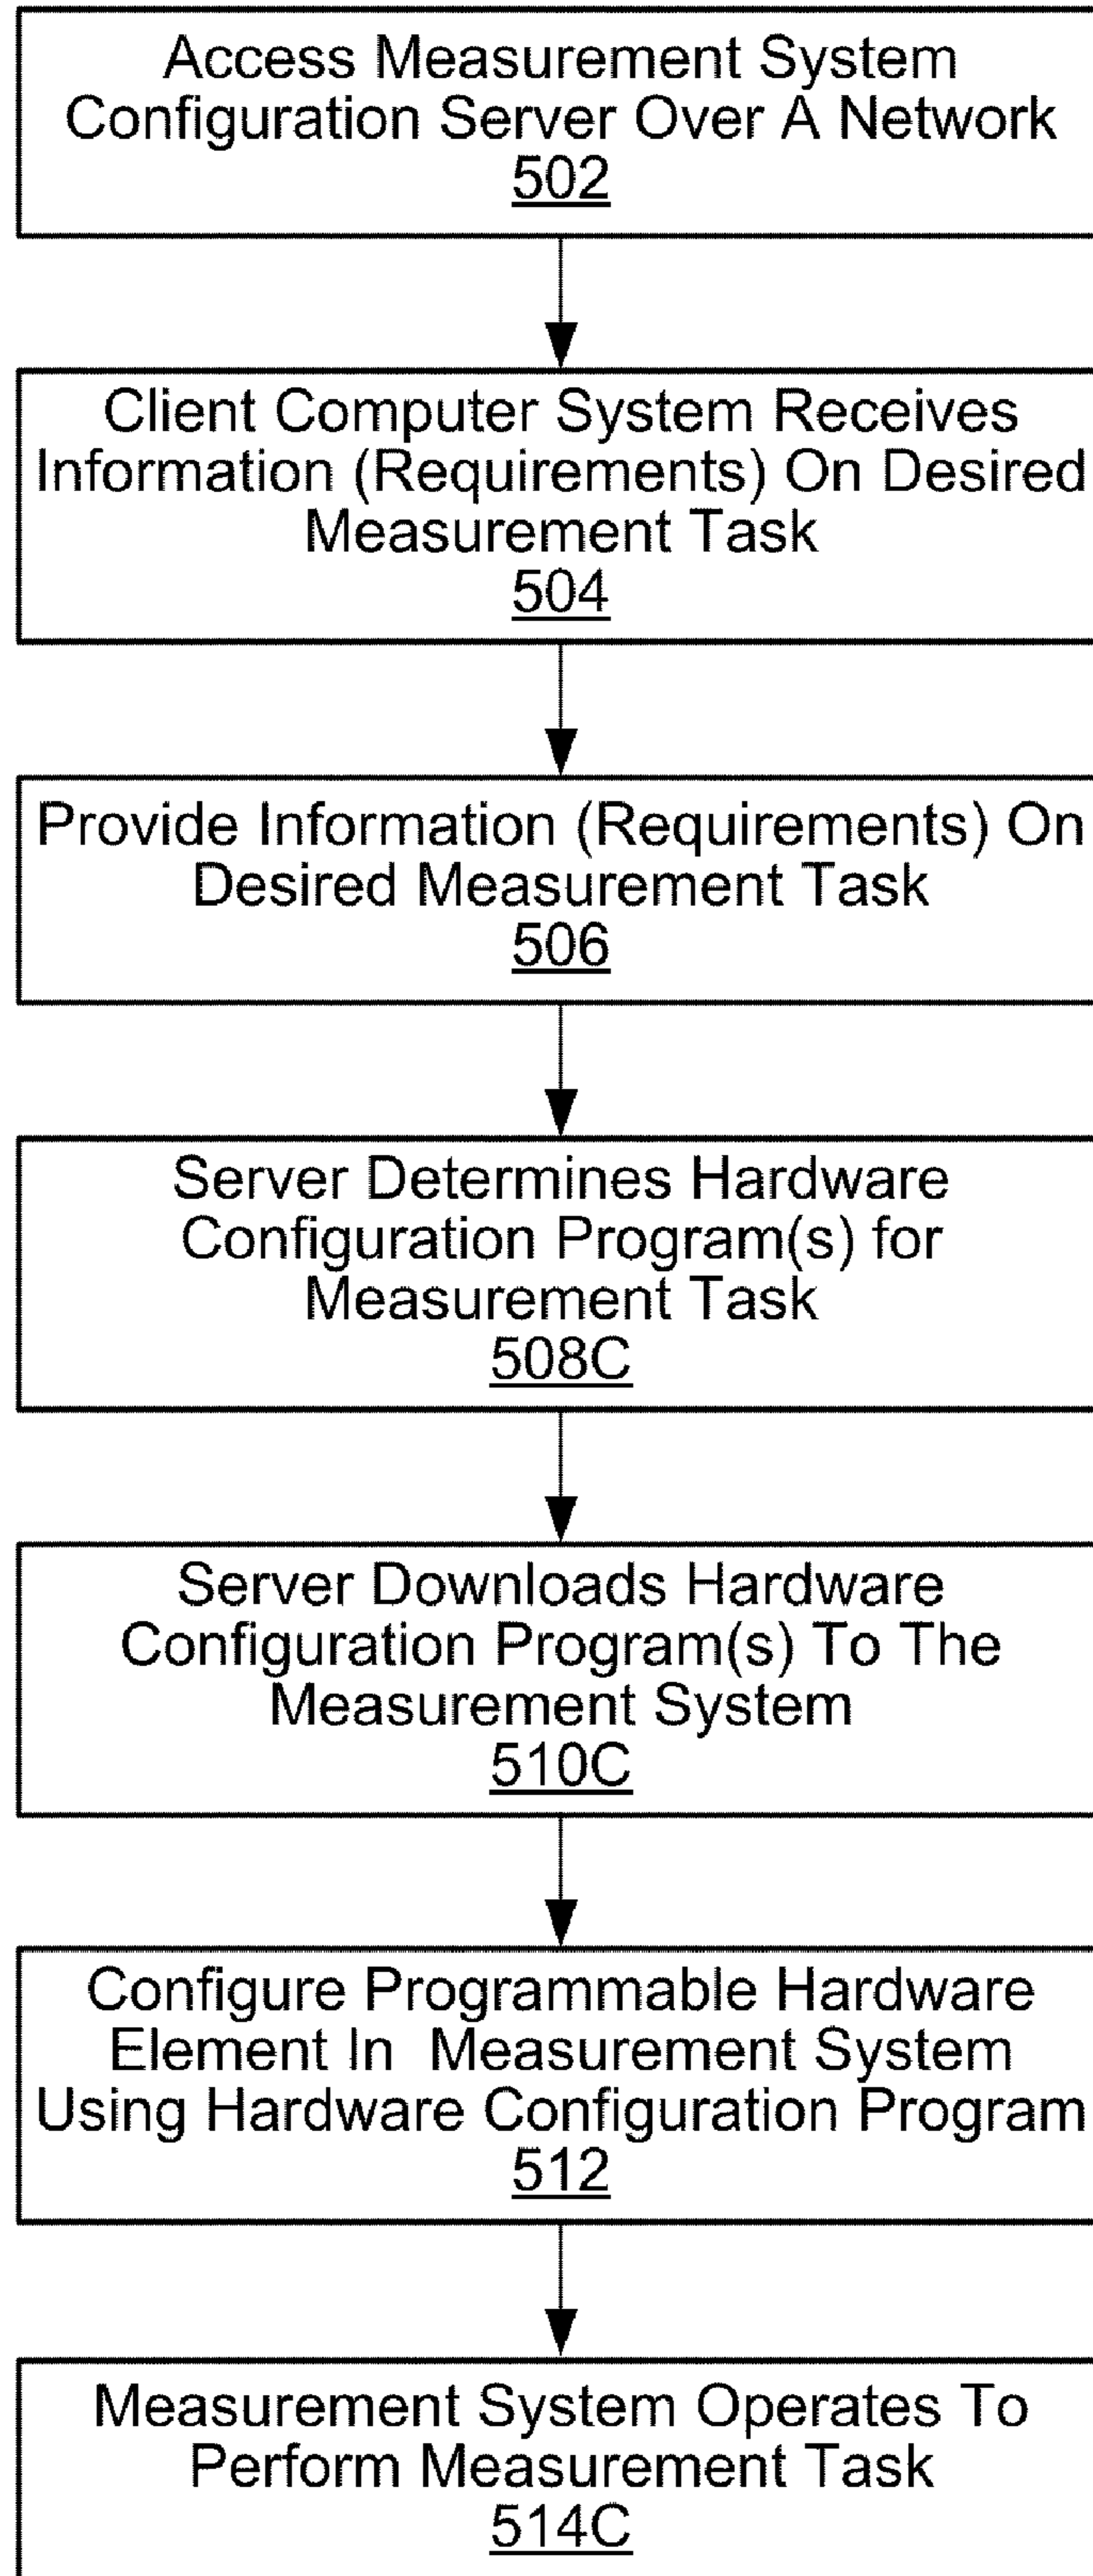 Access Measurement System
Configuration Server Over A Network
502
Client Computer System Receives
Information (Requirements) On Desired
Measurement Task
504
Provide Information (Requirements) On
Desired Measurement Task
506
Server Determines Hardware
Configuration Program(s) for
Measurement Task
508C
Server Downloads Hardware
Configuration Program(s) To The
Measurement System
510C
Configure Programmable Hardware
Element In Measurement System
Using Hardware Configuration Program
512
Measurement System Operates To
Perform Measurement Task
514C